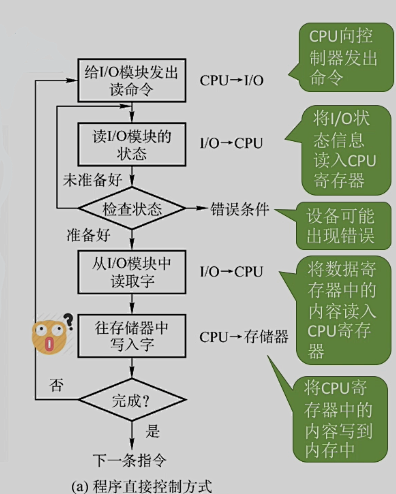 给I/O模块发出
读命令
CPU→I/O
CPU向控
制器发出
命令
读I/O模块的
状态
I/O→CPU
将I/O状
态信息
读入CPU
寄存器
未准备好
检查状态
错误条件
设备可能
出现错误
准备好
从I/O模块中
读取字
I/O→CPU
将数据寄
存器中的
内容读入
CPU寄存
器
往存储器中
写入字
CPU→存储器
否
完成?
将CPU寄
存器中的
内容写到
内存中
是
下一条指令
(a) 程序直接控制方式